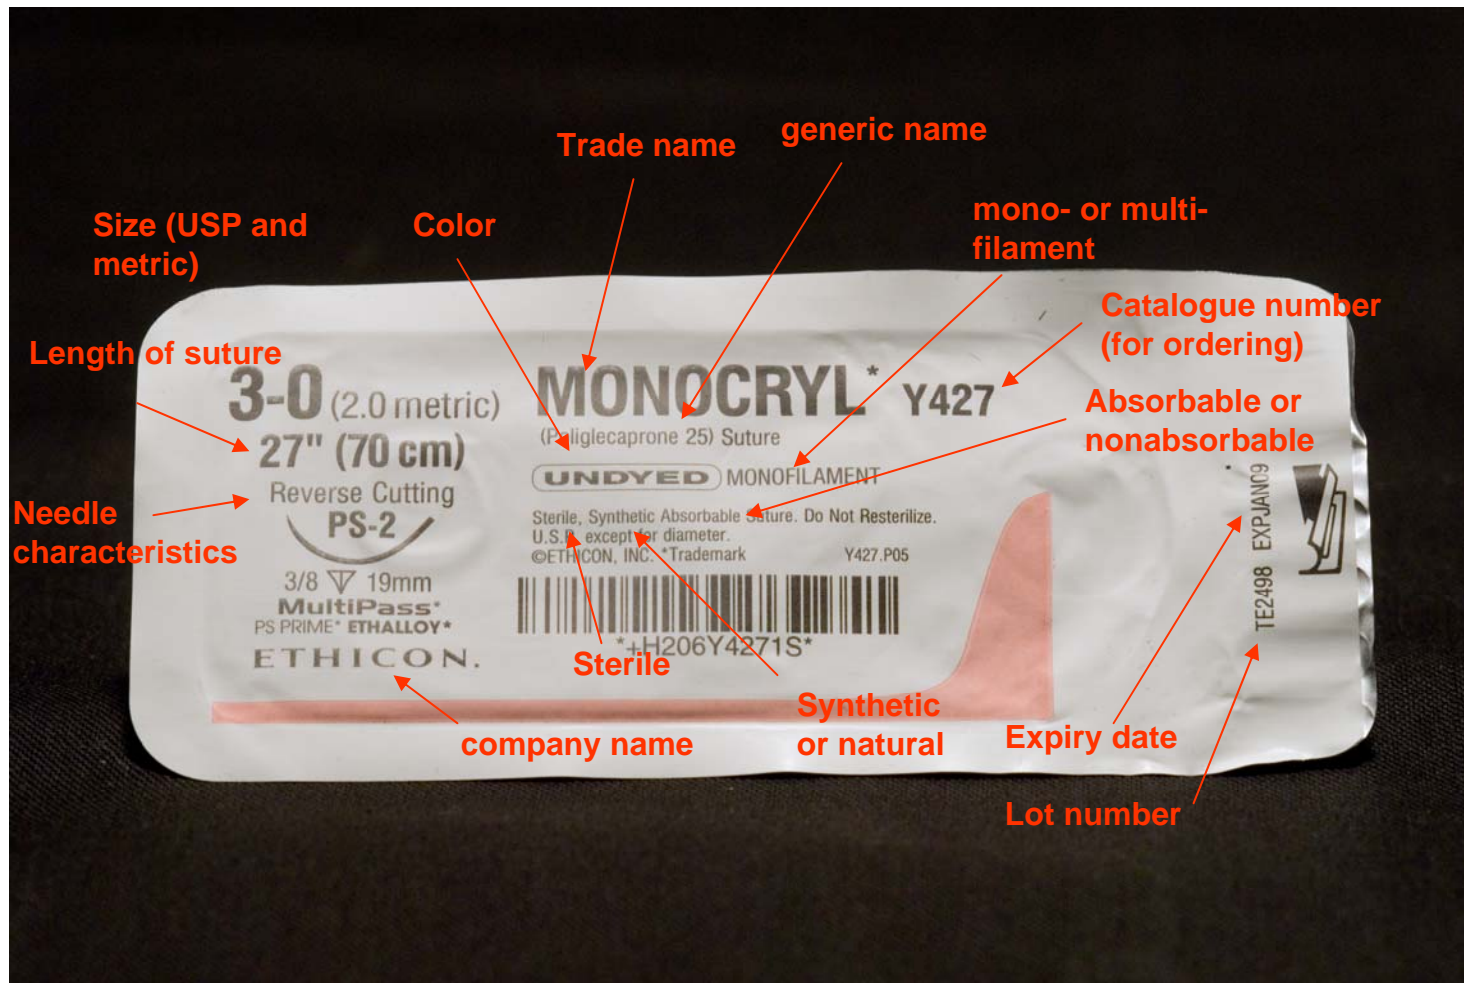 Trade name
generic name
Size (USP and
metric)
Color
mono- or multi-
filament
Catalogue number
(for ordering)
Length of suture
Absorbable or
nonabsorbable
Needle
characteristics
3-0 (2.0 metric)
27" (70 cm)
Reverse Cutting
PS-2
3/8 19mm
MultiPass*
PS PRIME* ETHALLOY*
ETHICON.
MONOCRYL* Y427
(Poliglecaprone 25) Suture
UNDYED MONOFILAMENT
Sterile, Synthetic Absorbable Suture. Do Not Resterilize.
U.S.P. except for diameter.
©ETHICON, INC. *Trademark Y427.P05
*+H206Y4271S*
TE2498 EXPJAN09
Sterile
Synthetic
or natural
company name
Expiry date
Lot number